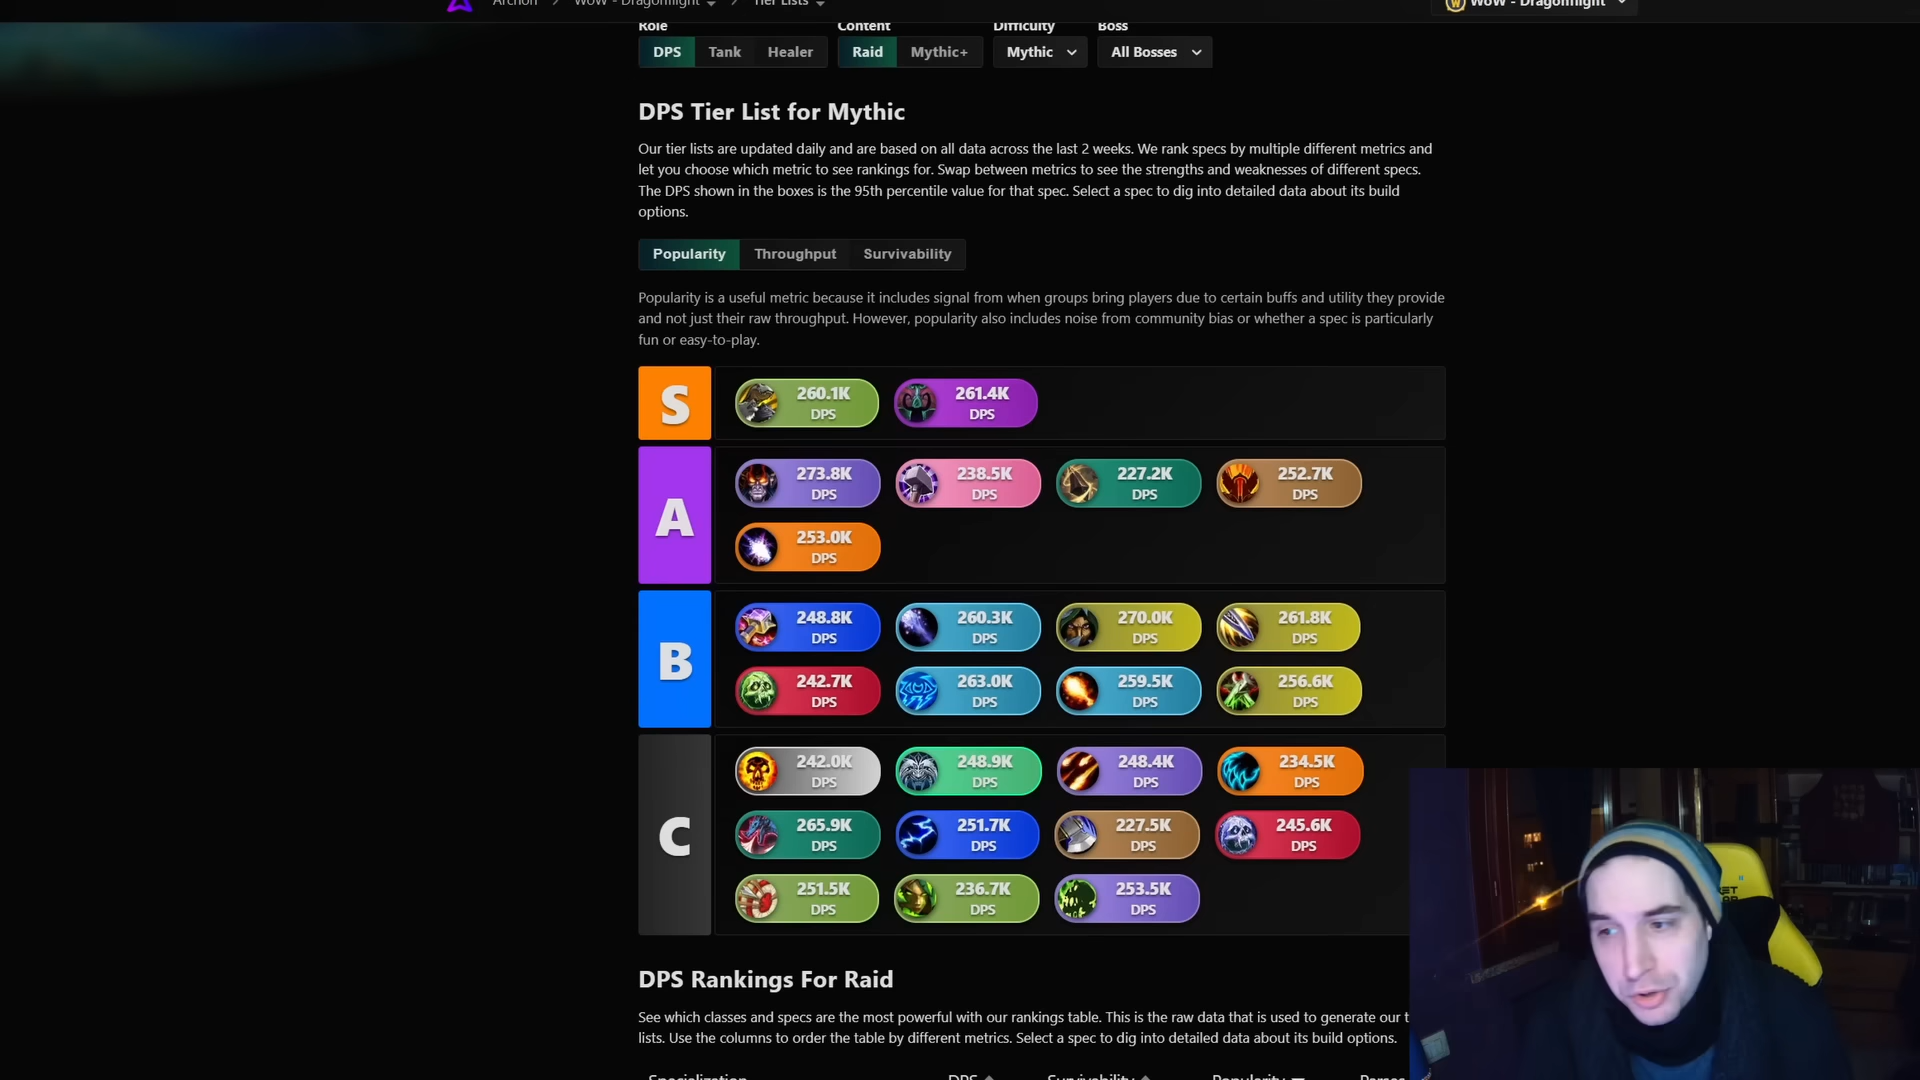 Archon > WoW - Dragonflight > Tier Lists
WoW - Dragonflight
Role
Content
Difficulty
Boss
DPS Tank Healer
Raid Mythic+
Mythic
All Bosses
DPS Tier List for Mythic
Our tier lists are updated daily and are based on all data across the last 2 weeks. We rank specs by multiple different metrics and
let you choose which metric to see rankings for. Swap between metrics to see the strengths and weaknesses of different specs.
The DPS shown in the boxes is the 95th percentile value for that spec. Select a spec to dig into detailed data about its build
options.
Popularity Throughput Survivability
Popularity is a useful metric because it includes signal from when groups bring players due to certain buffs and utility they provide
and not just their raw throughput. However, popularity also includes noise from community bias or whether a spec is particularly
fun or easy-to-play.
S
260.1K 261.4K
DPS DPS
A
273.8K 238.5K 227.2K 252.7K
DPS DPS DPS DPS
253.0K
DPS
B
248.8K 260.3K 270.0K 261.8K
DPS DPS DPS DPS
242.7K 263.0K 259.5K 256.6K
DPS DPS DPS DPS
C
242.0K 248.9K 248.4K 234.5K
DPS DPS DPS DPS
265.9K 251.7K 227.5K 245.6K
DPS DPS DPS DPS
251.5K 236.7K 253.5K
DPS DPS DPS
DPS Rankings For Raid
See which classes and specs are the most powerful with our rankings table. This is the raw data that is used to generate our t
lists. Use the columns to order the table by different metrics. Select a spec to dig into detailed data about its build options.
Specialization DPS Survivability Popularity Parses